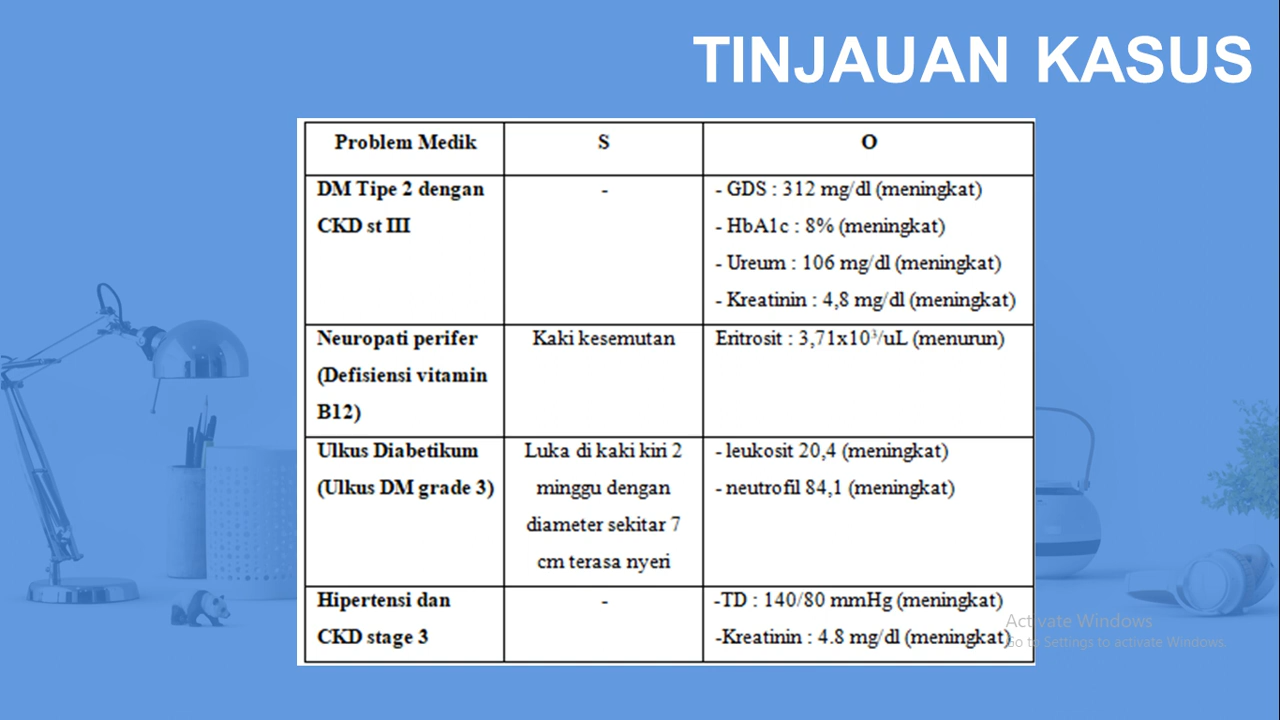 TINJAUAN KASUS
Problem Medik
S
O
DM Tipe 2 dengan
CKD st III
-
- GDS : 312 mg/dl (meningkat)
- HbA1c : 8% (meningkat)
- Ureum : 106 mg/dl (meningkat)
- Kreatinin : 4,8 mg/dl (meningkat)
Neuropati perifer
(Defisiensi vitamin
B12)
Kaki kesemutan
Eritrosit : 3,71x10³/uL (menurun)
Ulkus Diabetikum
(Ulkus DM grade 3)
Luka di kaki kiri 2
minggu dengan
diameter sekitar 7
cm terasa nyeri
- leukosit 20,4 (meningkat)
- neutrofil 84,1 (meningkat)
Hipertensi dan
CKD stage 3
-
-TD : 140/80 mmHg (meningkat)
-Kreatinin : 4.8 mg/dl (meningkat)
Activate Windows
Go to Settings to activate Windows.